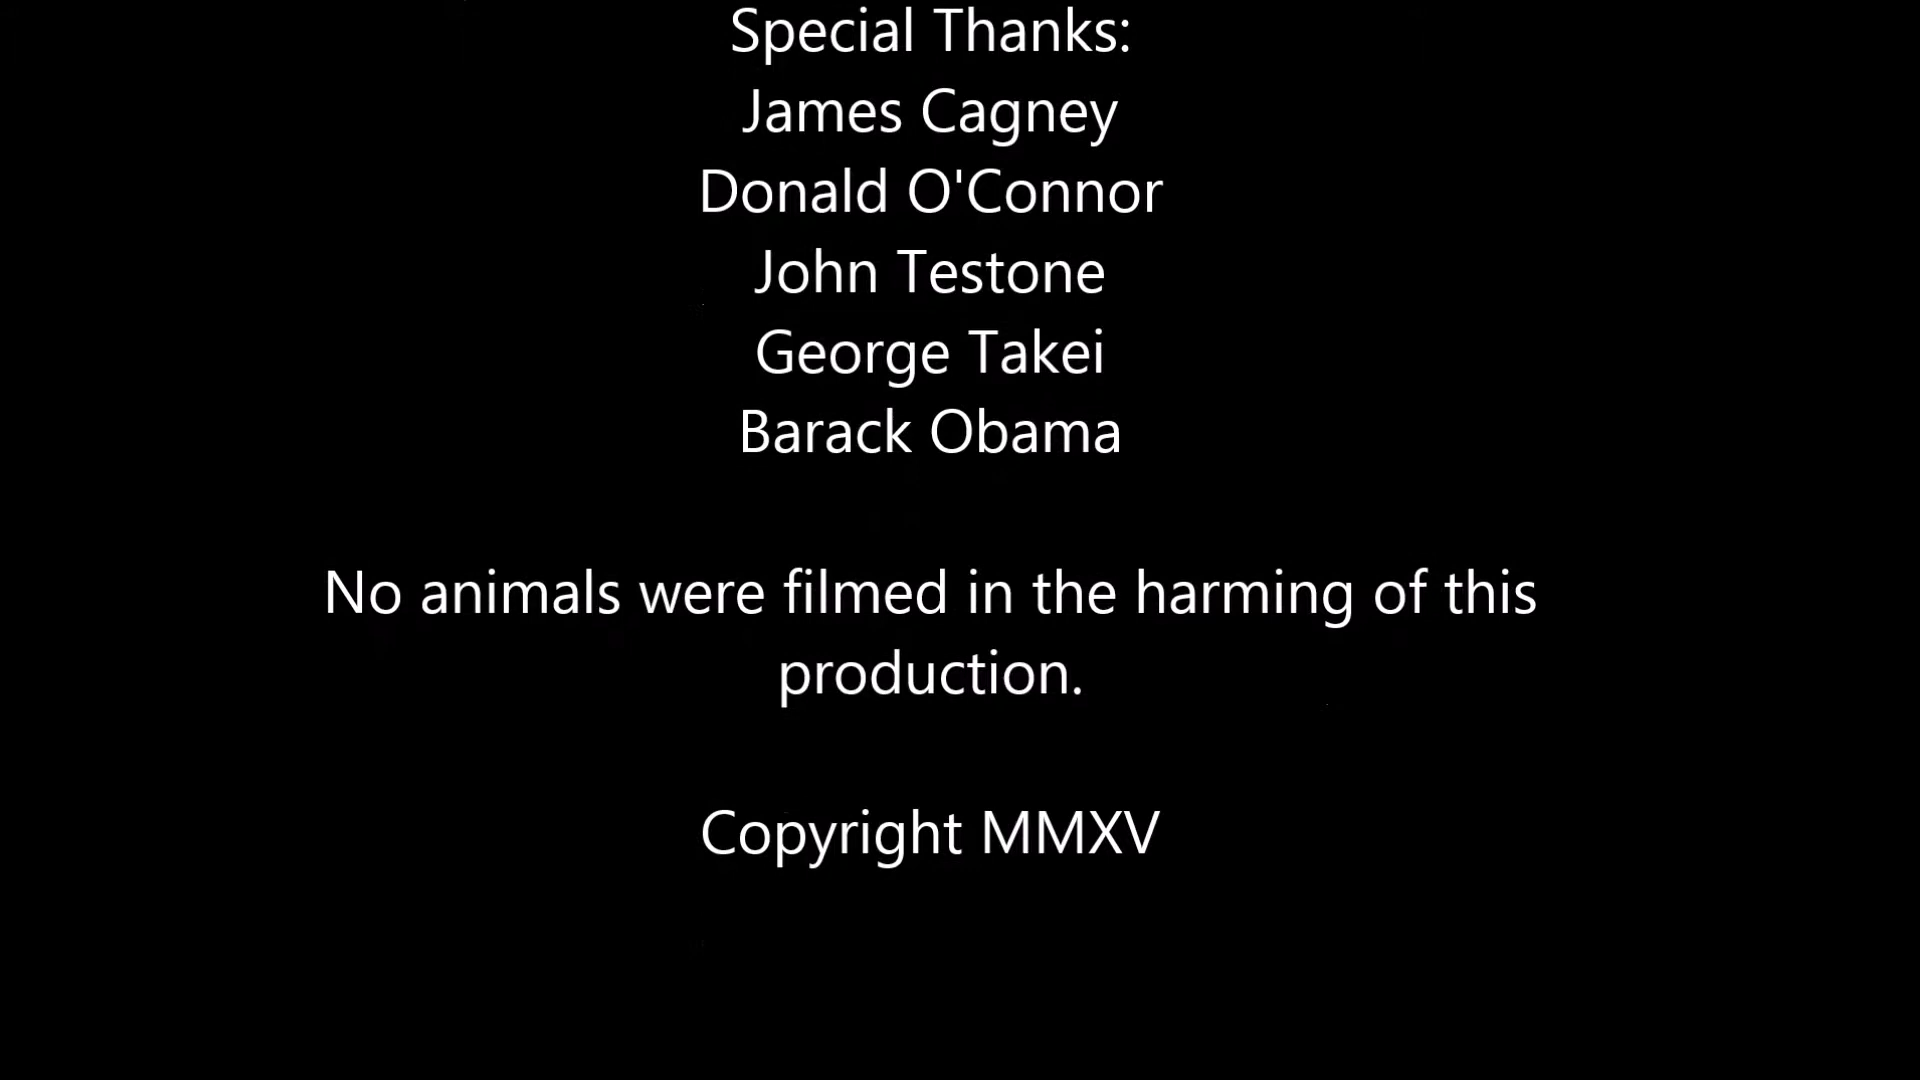 Special Thanks:
James Cagney
Donald O'Connor
John Testone
George Takei
Barack Obama
No animals were filmed in the harming of this
production.
Copyright MMXV